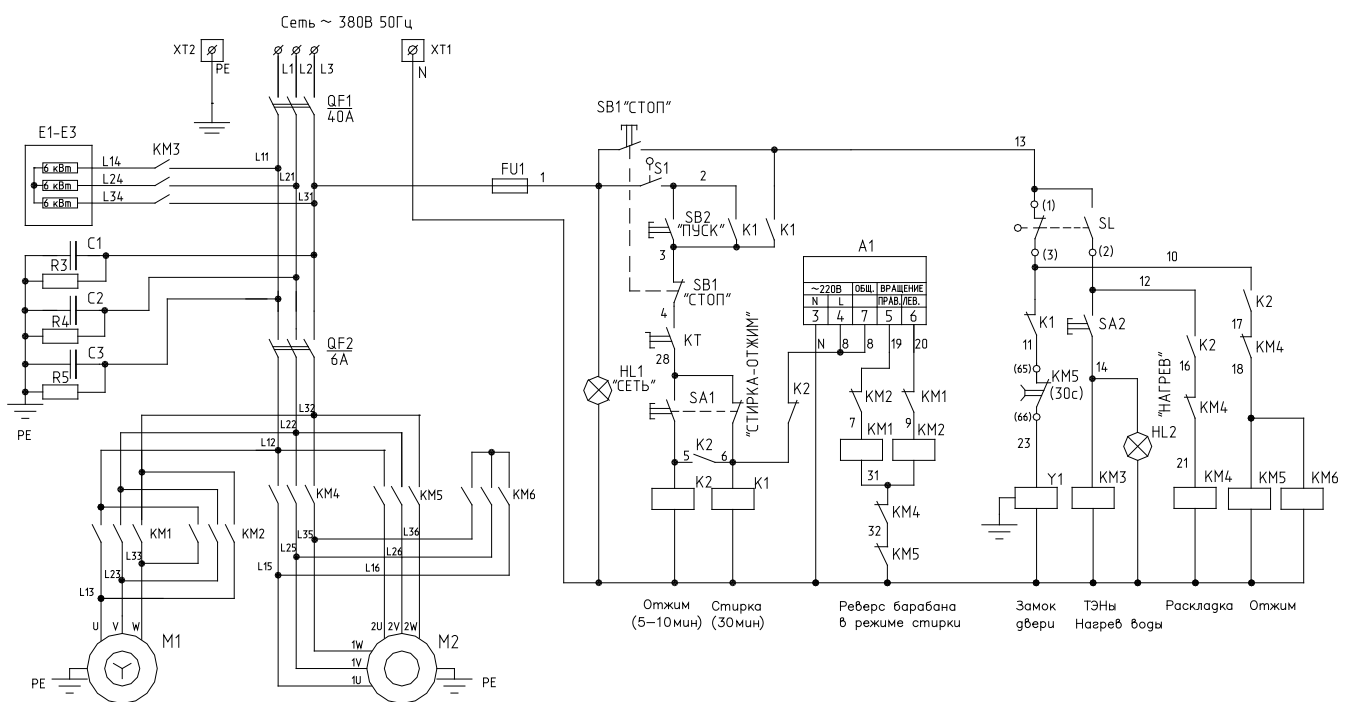 Сеть ~ 380В 50Гц
XT2
PE
L1
L2
L3
XT1
N
QF1
40А
E1-E3
6 кВт
6 кВт
6 кВт
L14
L24
L34
KM3
L11
L21
L31
FU1
1
SB1 "СТОП"
S1
2
13
SB2
"ПУСК"
K1
K1
3
SB1
"СТОП"
4
KT
28
HL1
"СЕТЬ"
SA1
"СТИРКА-ОТЖИМ"
K2
5
6
K2
K2
K1
A1
~220В
ОБЩ.
ВРАЩЕНИЕ
N
L
ПРАВ.
ЛЕВ.
3
4
7
5
6
N
8
8
19
20
KM2
KM1
7
9
KM1
KM2
31
KM4
32
KM5
(1)
SL
(3)
(2)
10
12
K1
11
(65)
KM5
(30с)
(66)
23
Y1
SA2
14
KM3
"НАГРЕВ"
HL2
K2
16
KM4
21
KM4
K2
17
KM4
18
KM5
KM6
C1
R3
C2
R4
C3
R5
PE
QF2
6А
L32
L22
L12
KM1
KM2
L33
L23
L13
KM4
KM5
KM6
L35
L36
L25
L26
L15
L16
U
V
W
M1
PE
2U
2V
2W
1W
1V
1U
M2
PE
Отжим
(5-10мин)
Стирка
(30мин)
Реверс барабана
в режиме стирки
Замок
двери
ТЭНы
Нагрев воды
Раскладка
Отжим